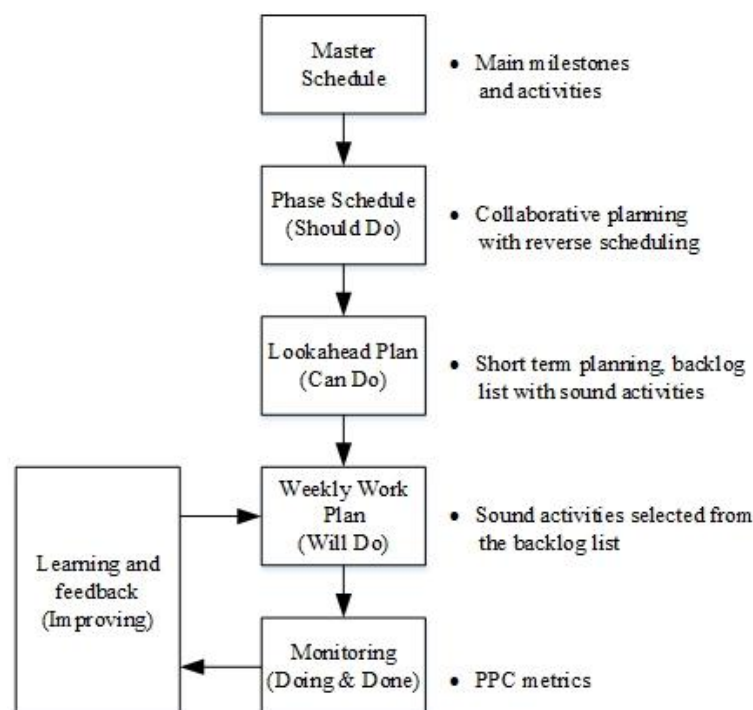 Master
Schedule
• Main milestones
and activities
Phase Schedule
(Should Do)
• Collaborative planning
with reverse scheduling
Lookahead Plan
(Can Do)
• Short term planning, backlog
list with sound activities
Weekly Work
Plan
(Will Do)
• Sound activities selected from
the backlog list
Learning and
feedback
(Improving)
Monitoring
(Doing & Done)
• PPC metrics